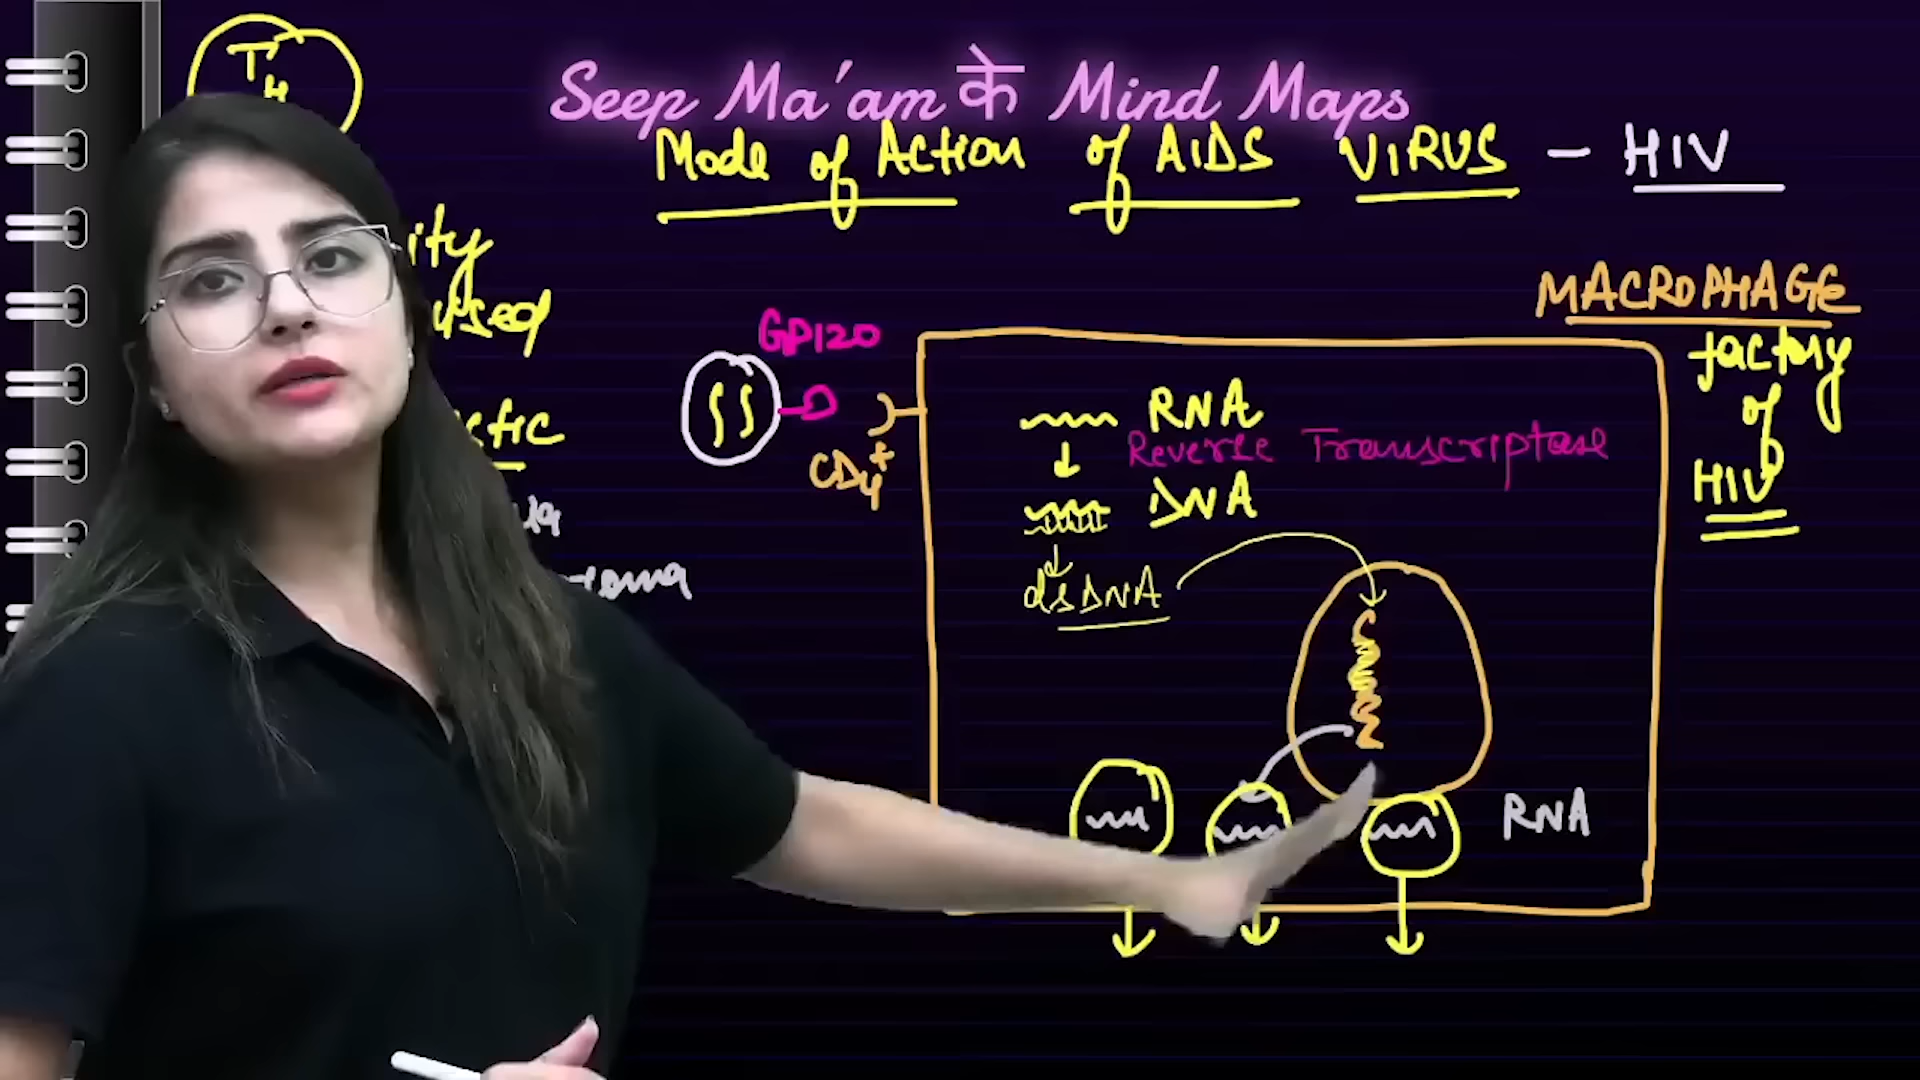 Seep Ma'am के Mind Maps
T4
Mode of Action of AIDS VIRUS - HIV
MACROPHAGE
factory
of
HIV
GP120
CD4+
RNA
Reverse Transcriptase
DNA
dsDNA
RNA